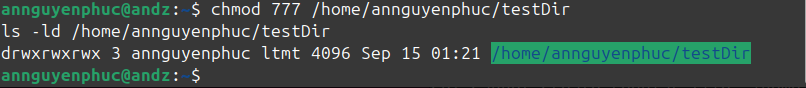 annguyenphuc@andz:~$ chmod 777 /home/annguyenphuc/testDir
ls -ld /home/annguyenphuc/testDir
drwxrwxrwx 3 annguyenphuc ltmt 4096 Sep 15 01:21 /home/annguyenphuc/testDir
annguyenphuc@andz:~$